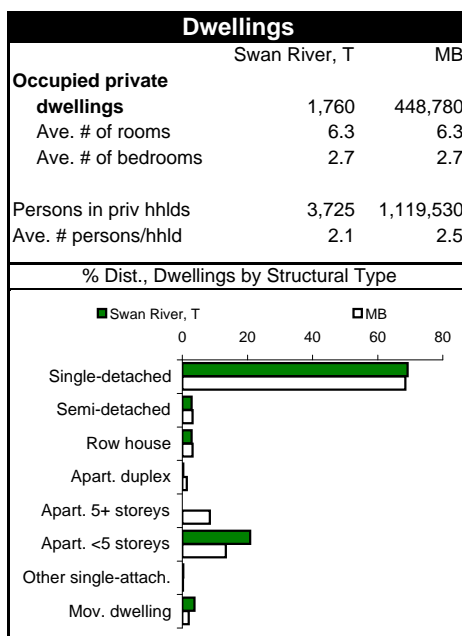 Dwellings
Swan River, T MB
Occupied private
dwellings 1,760 448,780
Ave. # of rooms 6.3 6.3
Ave. # of bedrooms 2.7 2.7
Persons in priv hhlds 3,725 1,119,530
Ave. # persons/hhld 2.1 2.5
% Dist., Dwellings by Structural Type
Swan River, T MB
0 20 40 60 80
Single-detached
Semi-detached
Row house
Apart. duplex
Apart. 5+ storeys
Apart. <5 storeys
Other single-attach.
Mov. dwelling